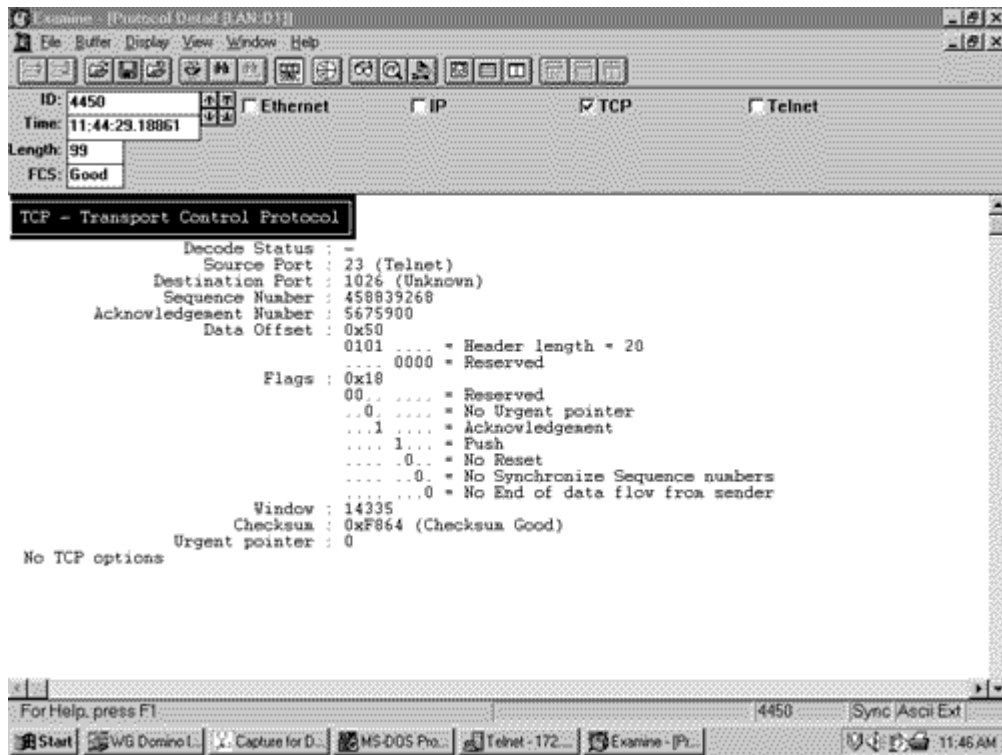 Examine - [Protocol Detail [LAN:D1]]
File Buffer Display View Window Help
ID: 4450
Ethernet IP TCP Telnet
Time: 11:44:29.18861
Length: 99
FCS: Good
TCP - Transport Control Protocol
Decode Status : -
Source Port : 23 (Telnet)
Destination Port : 1026 (Unknown)
Sequence Number : 458839268
Acknowledgement Number : 5675900
Data Offset : 0x50
0101 .... = Header length = 20
.... 0000 = Reserved
Flags : 0x18
00.. .... = Reserved
..0. .... = No Urgent pointer
...1 .... = Acknowledgement
.... 1... = Push
.... .0.. = No Reset
.... ..0. = No Synchronize Sequence numbers
.... ...0 = No End of data flow from sender
Window : 14335
Checksum : 0xF864 (Checksum Good)
Urgent pointer : 0
No TCP options
For Help, press F1 4450 Sync Ascii Ext
Start WG Domino I... Capture for D... MS-DOS Pro... Telnet - 172.... Examine - [Pr... 11:46 AM